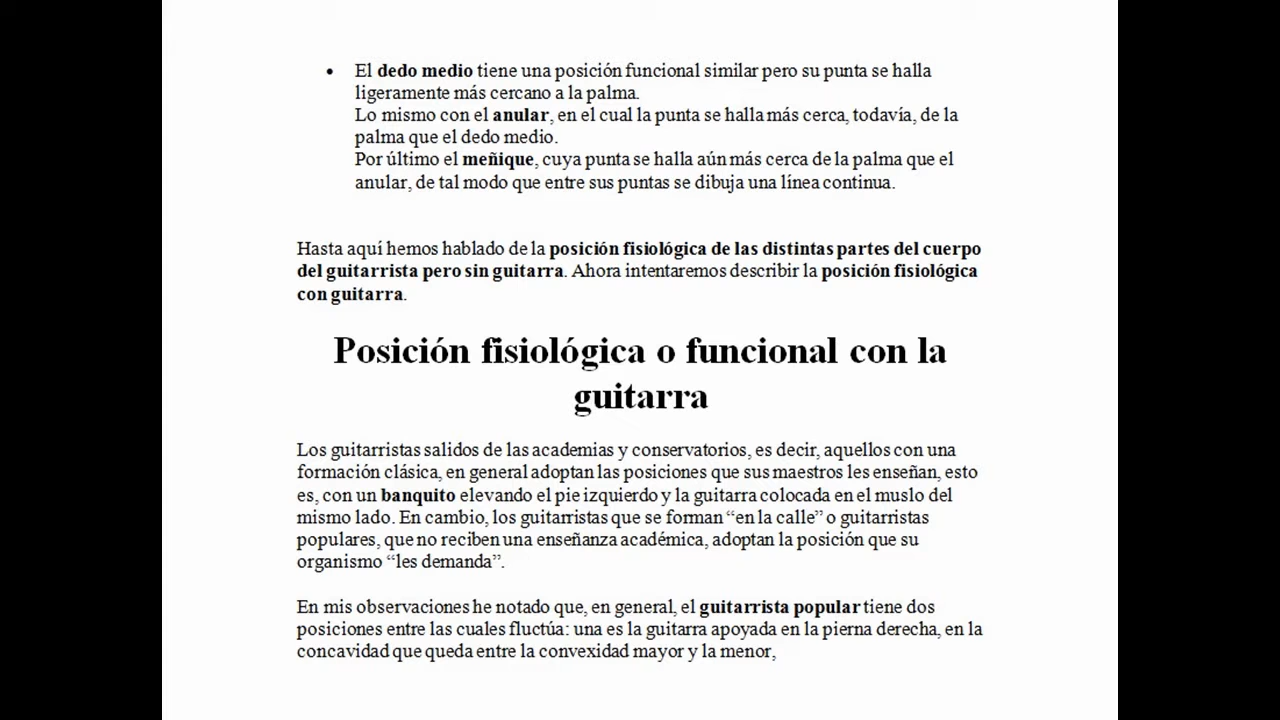 • El dedo medio tiene una posición funcional similar pero su punta se halla
ligeramente más cercano a la palma.
Lo mismo con el anular, en el cual la punta se halla más cerca, todavía, de la
palma que el dedo medio.
Por último el meñique, cuya punta se halla aún más cerca de la palma que el
anular, de tal modo que entre sus puntas se dibuja una línea continua.
Hasta aquí hemos hablado de la posición fisiológica de las distintas partes del cuerpo
del guitarrista pero sin guitarra. Ahora intentaremos describir la posición fisiológica
con guitarra.
Posición fisiológica o funcional con la
guitarra
Los guitarristas salidos de las academias y conservatorios, es decir, aquellos con una
formación clásica, en general adoptan las posiciones que sus maestros les enseñan, esto
es, con un banquito elevando el pie izquierdo y la guitarra colocada en el muslo del
mismo lado. En cambio, los guitarristas que se forman “en la calle” o guitarristas
populares, que no reciben una enseñanza académica, adoptan la posición que su
organismo “les demanda”.
En mis observaciones he notado que, en general, el guitarrista popular tiene dos
posiciones entre las cuales fluctúa: una es la guitarra apoyada en la pierna derecha, en la
concavidad que queda entre la convexidad mayor y la menor,